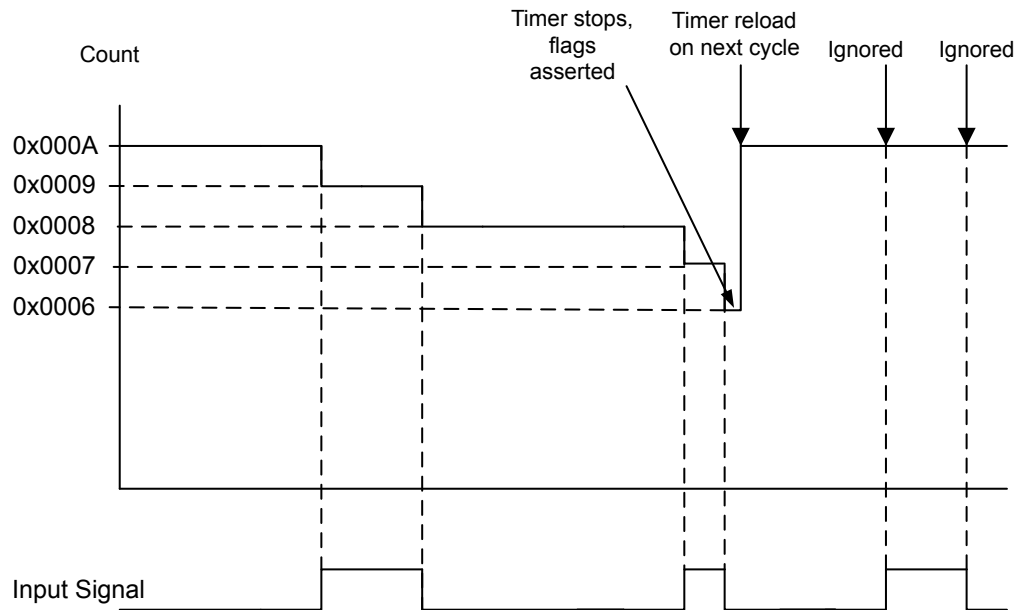 Timer stops,
flags
asserted
Timer reload
on next cycle
Ignored
Ignored
Count
0x000A
0x0009
0x0008
0x0007
0x0006
Input Signal